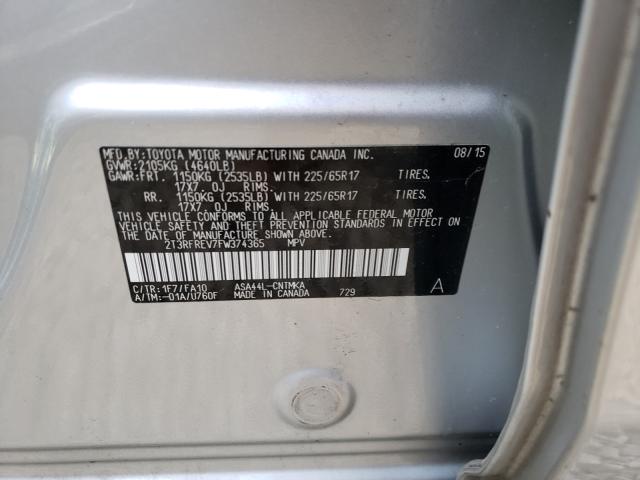 MFD.BY:TOYOTA MOTOR MANUFACTURING CANADA INC. 08/15
GVWR:2105KG (4640LB)
GAWR:FRT. 1150KG (2535LB) WITH 225/65R17 TIRES.
17X7.0J RIMS.
RR. 1150KG (2535LB) WITH 225/65R17 TIRES.
17X7.0J RIMS.
THIS VEHICLE CONFORMS TO ALL APPLICABLE FEDERAL MOTOR
VEHICLE SAFETY AND THEFT PREVENTION STANDARDS IN EFFECT ON
THE DATE OF MANUFACTURE SHOWN ABOVE.
2T3RFREV7FW374365 MPV
C/TR:1F7/FA10 ASA44L-CNTMKA
A/TM:-01A/U760F MADE IN CANADA 729 A